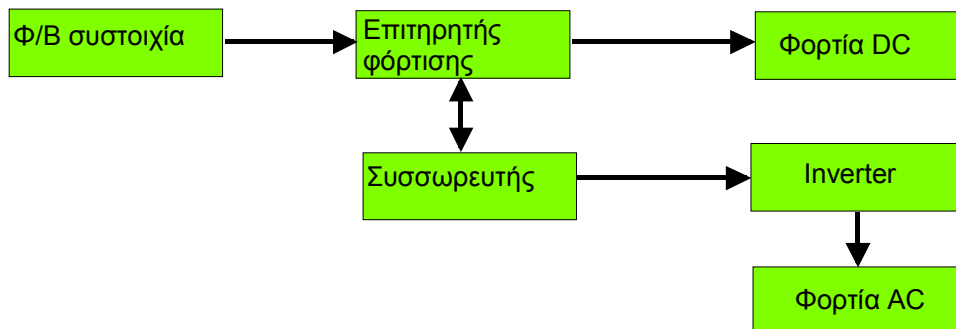 Φ/Β συστοιχία
Επιτηρητής
φόρτισης
Φορτία DC
Συσσωρευτής
Inverter
Φορτία AC